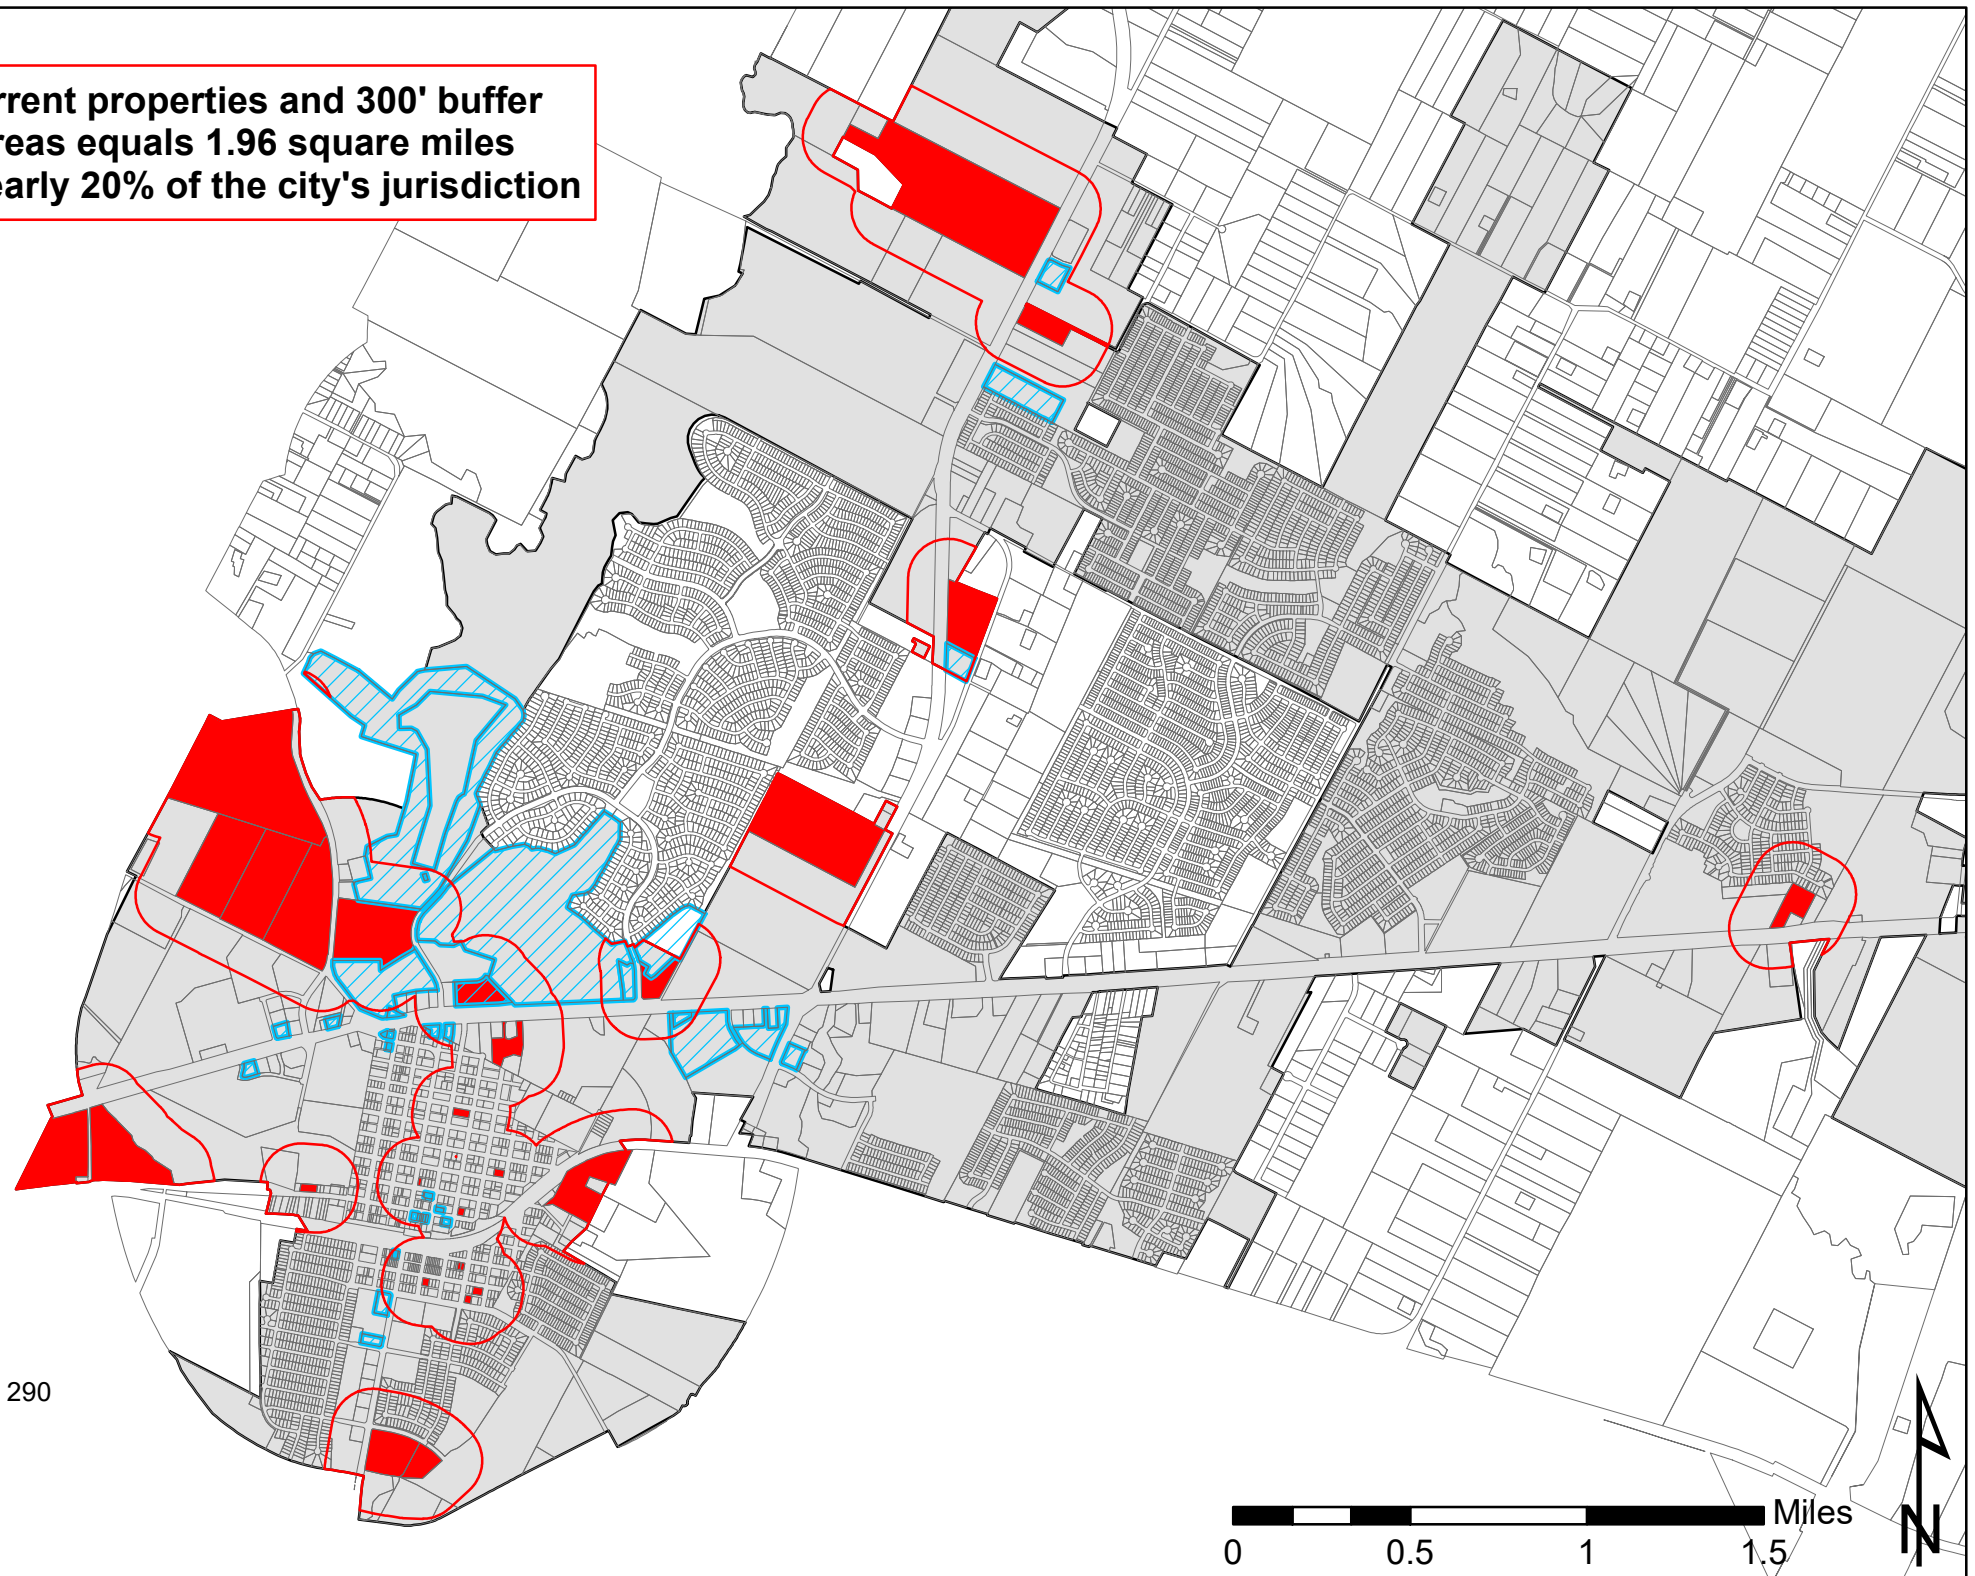 rrent properties and 300' buffer
reas equals 1.96 square miles
early 20% of the city's jurisdiction
290
Miles
0 0.5 1 1.5
N